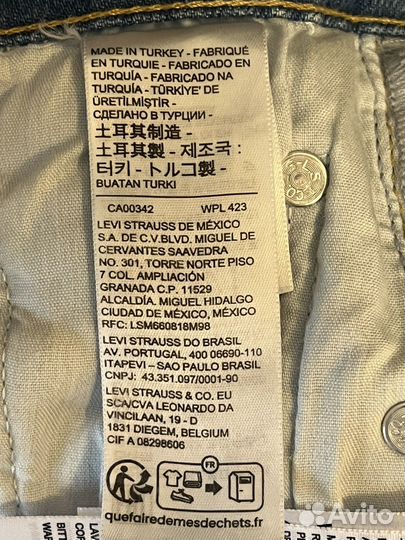 MADE IN TURKEY - FABRIQUÉ
EN TURQUIE - FABRICADO EN
TURQUÍA - FABRICADO NA
TURQUIA - TÜRKİYE' DE
ÜRETİLMİŞTİR -
СДЕЛАНО В ТУРЦИИ -
土耳其制造 -
土耳其製 - 제조국 :
터키 - トルコ製 -
BUATAN TURKI
CA00342 WPL 423
LEVI STRAUSS DE MÉXICO
S.A. DE C.V.BLVD. MIGUEL DE
CERVANTES SAAVEDRA
NO. 301, TORRE NORTE PISO
7 COL. AMPLIACIÓN
GRANADA C.P. 11529
ALCALDÍA. MIGUEL HIDALGO
CIUDAD DE MÉXICO, MÉXICO
RFC: LSM660818M98
LEVI STRAUSS DO BRASIL
AV. PORTUGAL, 400 06690-110
ITAPEVI – SAO PAULO BRASIL
CNPJ: 43.351.097/0001-90
LEVI STRAUSS & CO. EU
SCA/CVA LEONARDO DA
VINCILAAN, 19 - D
1831 DIEGEM, BELGIUM
CIF A 08298606
FR
quefairedemesdechets.fr
Avito